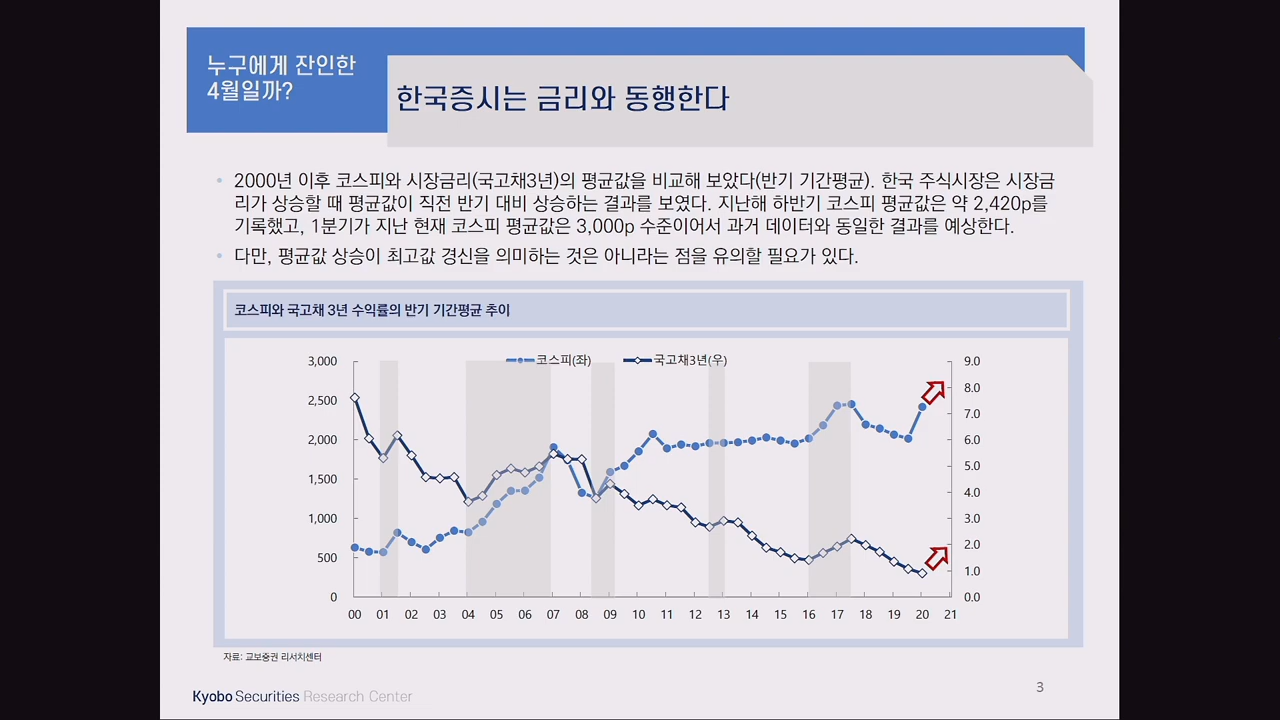 누구에게 잔인한
4월일까?
한국증시는 금리와 동행한다
• 2000년 이후 코스피와 시장금리(국고채3년)의 평균값을 비교해 보았다(반기 기간평균). 한국 주식시장은 시장금
리가 상승할 때 평균값이 직전 반기 대비 상승하는 결과를 보였다. 지난해 하반기 코스피 평균값은 약 2,420p를
기록했고, 1분기가 지난 현재 코스피 평균값은 3,000p 수준이어서 과거 데이터와 동일한 결과를 예상한다.
• 다만, 평균값 상승이 최고값 경신을 의미하는 것은 아니라는 점을 유의할 필요가 있다.
코스피와 국고채 3년 수익률의 반기 기간평균 추이
코스피(좌) 국고채3년(우)
3,000 9.0
8.0
2,500
7.0
2,000 6.0
5.0
1,500
4.0
1,000 3.0
2.0
500
1.0
0 0.0
00 01 02 03 04 05 06 07 08 09 10 11 12 13 14 15 16 17 18 19 20 21
자료: 교보증권 리서치센터
Kyobo Securities Research Center
3